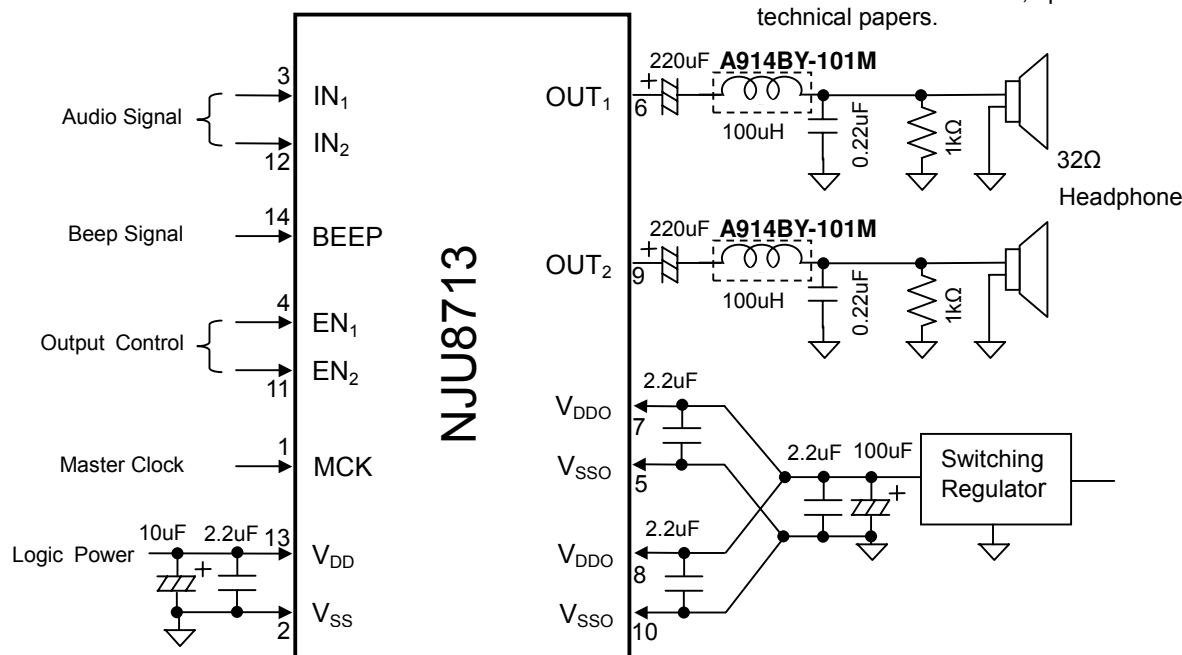 technical papers.
220uF A914BY-101M
3
IN1
OUT1
6
100uH
0.22uF
1kΩ
Audio Signal
IN2
12
32Ω
Headphone
14
Beep Signal
BEEP
220uF A914BY-101M
OUT2
9
100uH
0.22uF
1kΩ
NJU8713
4
EN1
Output Control
EN2
11
2.2uF
VDDO
7
1
Master Clock
MCK
VSSO
5
2.2uF 100uF
Switching
Regulator
10uF 2.2uF 13
Logic Power
VDD
2.2uF
VDDO
8
VSS
2
VSSO
10